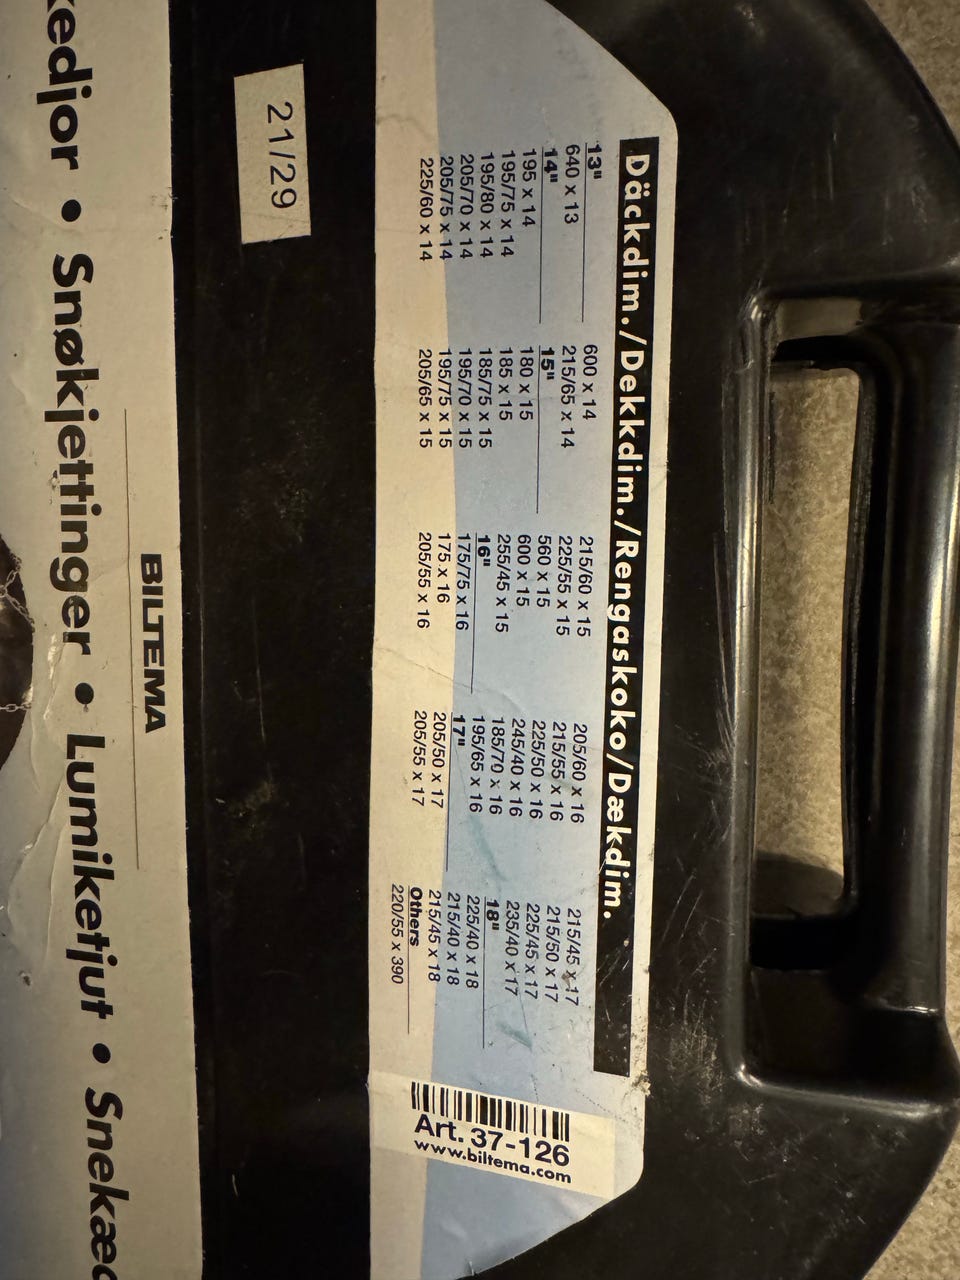 Däckdim./Dekkdim./Rengaskoko/Dækdim.
13"
640 x 13
14"
195 x 14
195/75 x 14
195/80 x 14
205/70 x 14
205/75 x 14
225/60 x 14
600 x 14
215/65 x 14
15"
180 x 15
185 x 15
185/75 x 15
195/70 x 15
195/75 x 15
205/65 x 15
215/60 x 15
225/55 x 15
560 x 15
600 x 15
255/45 x 15
16"
175/75 x 16
175 x 16
205/55 x 16
205/60 x 16
215/55 x 16
225/50 x 16
245/40 x 16
185/70 x 16
195/65 x 16
17"
205/50 x 17
205/55 x 17
215/45 x 17
215/50 x 17
225/45 x 17
235/40 x 17
18"
225/40 x 18
215/40 x 18
215/45 x 18
Others
220/55 x 390
Art. 37-126
www.biltema.com
21/29
BILTEMA
kedjor • Snøkjettinger • Lumiketjut • Snekæd